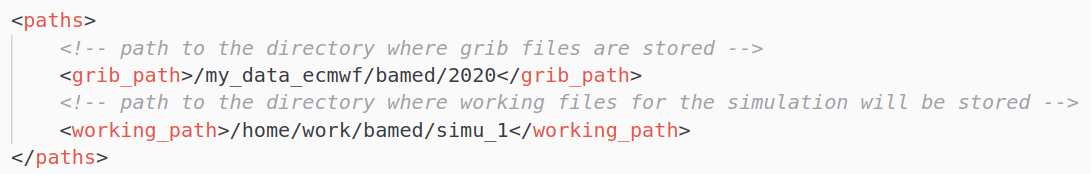 <paths>
<!-- path to the directory where grib files are stored -->
<grib_path>/my_data_ecmwf/bamed/2020</grib_path>
<!-- path to the directory where working files for the simulation will be stored -->
<working_path>/home/work/bamed/simu_1</working_path>
</paths>